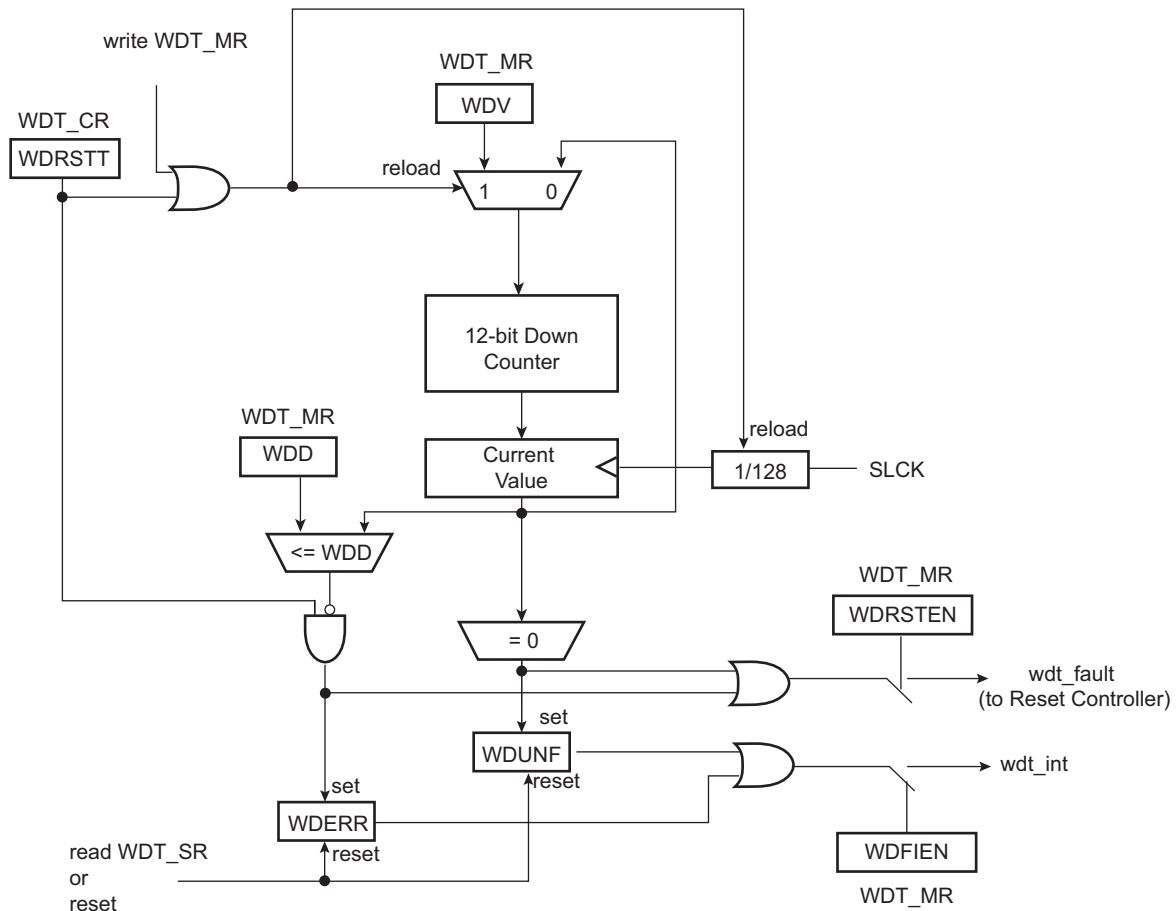 write WDT_MR
WDT_MR
WDV
WDT_CR
WDRSTT
reload
1 0
12-bit Down
Counter
WDT_MR
WDD
reload
Current
Value
1/128
SLCK
<= WDD
WDT_MR
WDRSTEN
= 0
wdt_fault
(to Reset Controller)
set
WDUNF
reset
wdt_int
set
WDERR
reset
WDFIEN
read WDT_SR
or
reset
WDT_MR